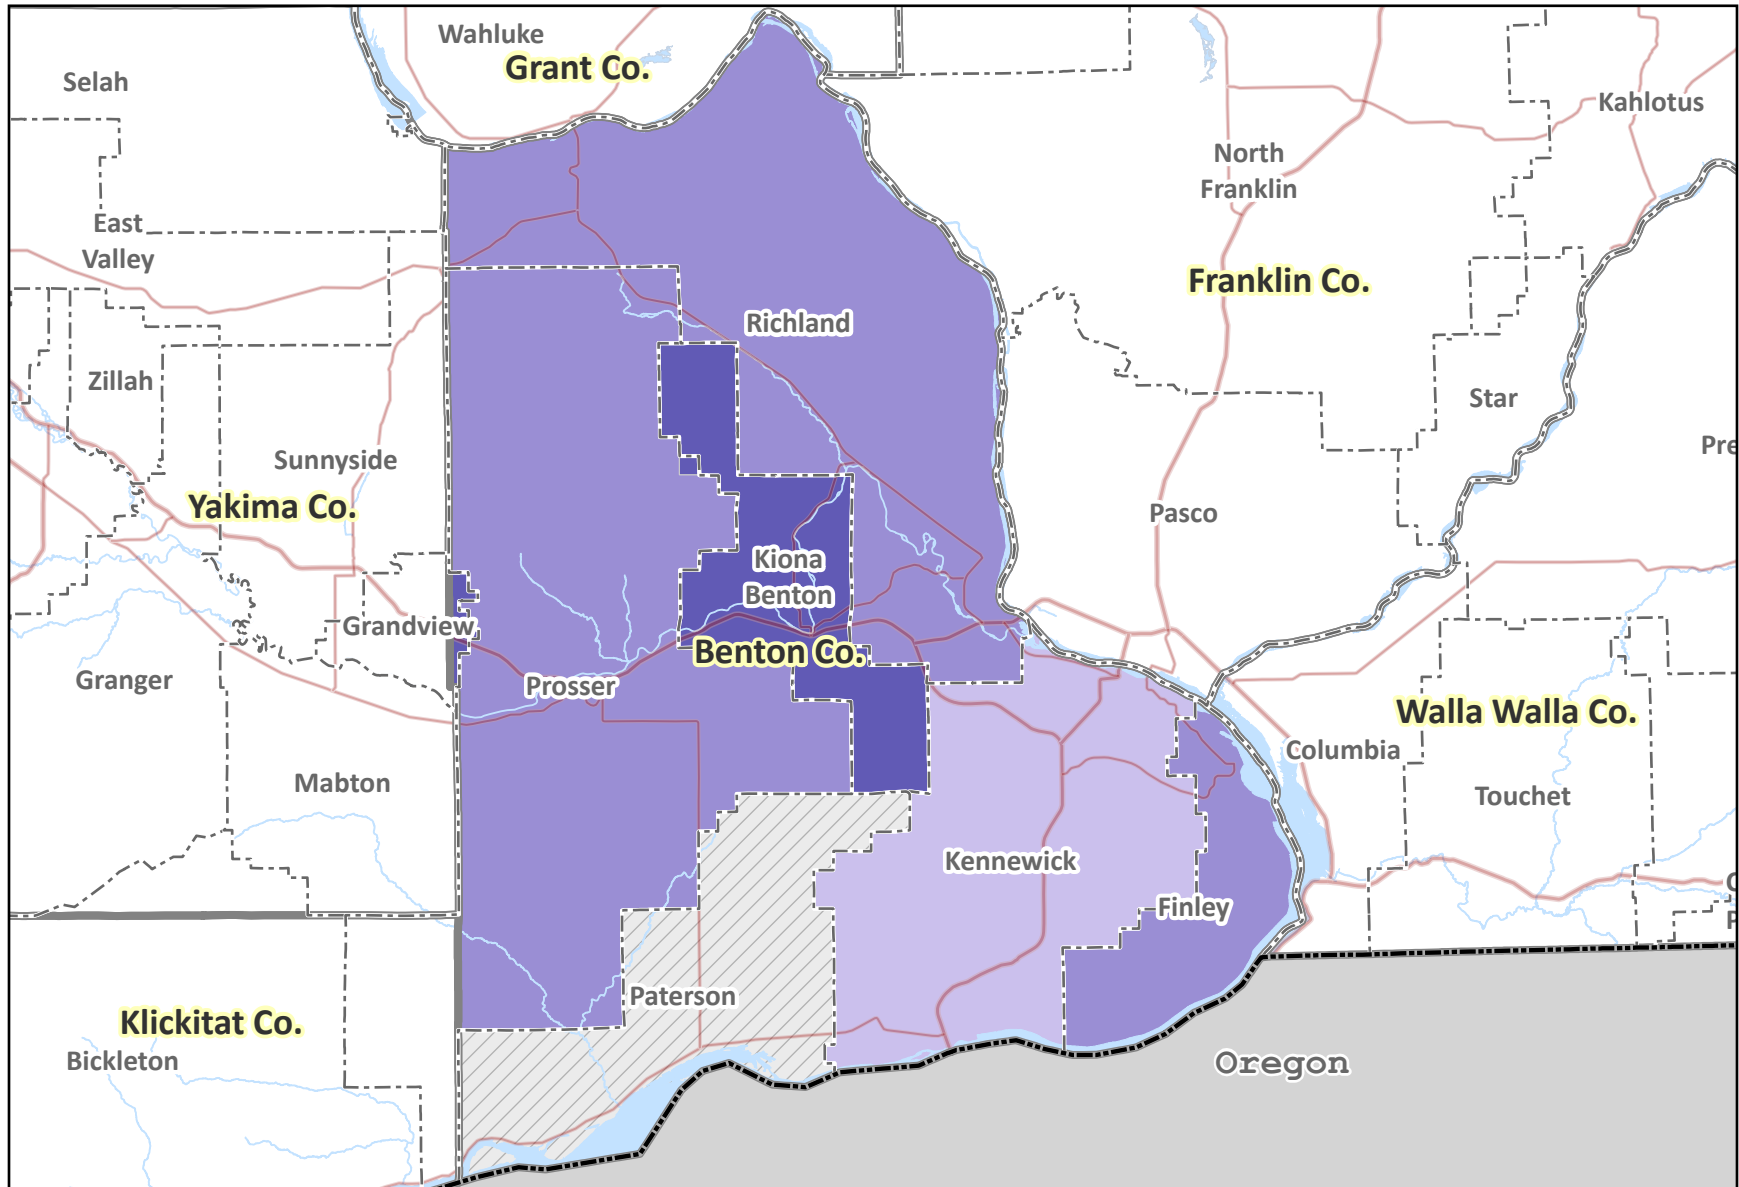 Wahluke
Grant Co.
Selah
Kahlotus
North
Franklin
East
Valley
Franklin Co.
Richland
Zillah
Star
Sunnyside
Pre
Yakima Co.
Pasco
Kiona
Benton
Grandview
Benton Co.
Granger
Prosser
Walla Walla Co.
Columbia
Mabton
Touchet
Kennewick
Finley
Paterson
Klickitat Co.
Bickleton
Oregon